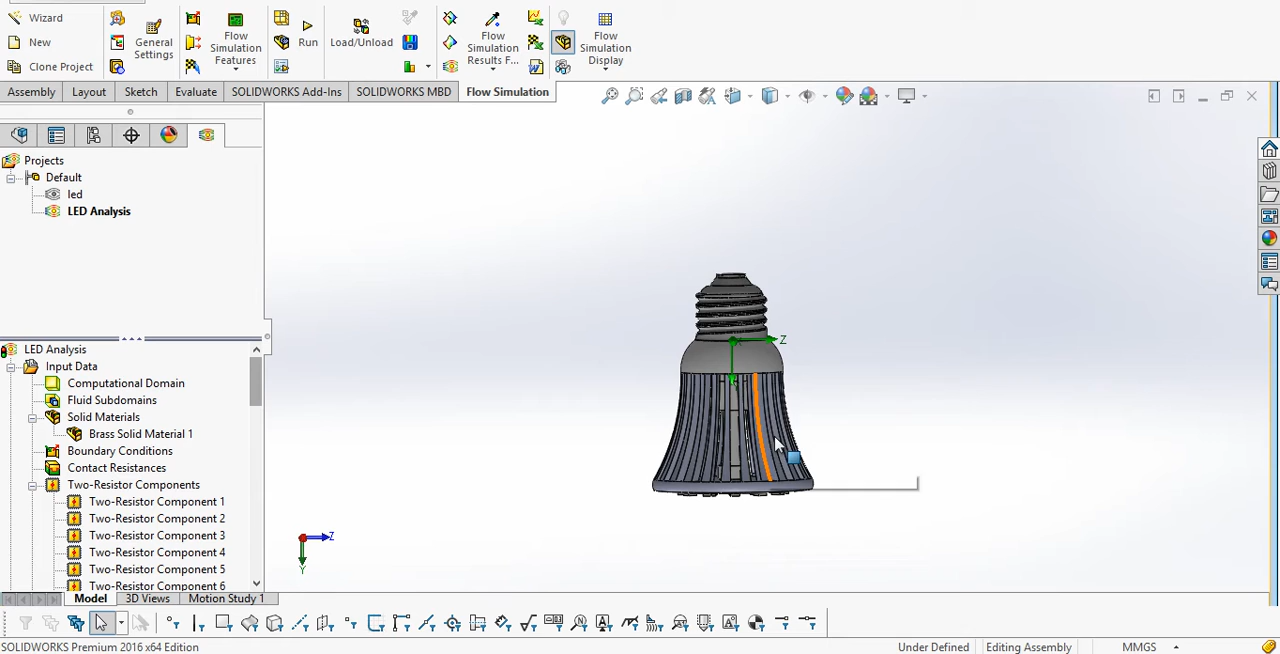 Wizard
New
Clone Project
General
Settings
Flow
Simulation
Features
Run
Load/Unload
Flow
Simulation
Results F...
Flow
Simulation
Display
Assembly
Layout
Sketch
Evaluate
SOLIDWORKS Add-Ins
SOLIDWORKS MBD
Flow Simulation
Projects
Default
led
LED Analysis
LED Analysis
Input Data
Computational Domain
Fluid Subdomains
Solid Materials
Brass Solid Material 1
Boundary Conditions
Contact Resistances
Two-Resistor Components
Two-Resistor Component 1
Two-Resistor Component 2
Two-Resistor Component 3
Two-Resistor Component 4
Two-Resistor Component 5
Two-Resistor Component 6
Z
Z
Y
Model
3D Views
Motion Study 1
SOLIDWORKS Premium 2016 x64 Edition
Under Defined
Editing Assembly
MMGS